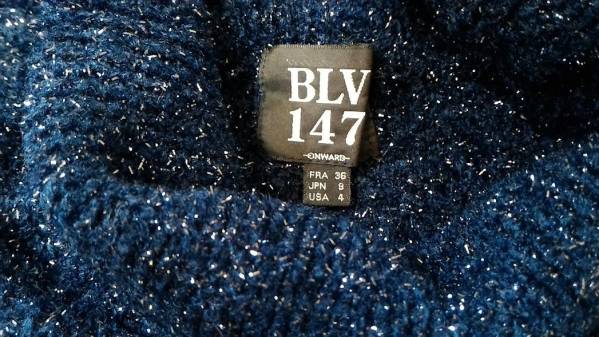 BLV
147
-ONWARD-
FRA 36
JPN 9
USA 4